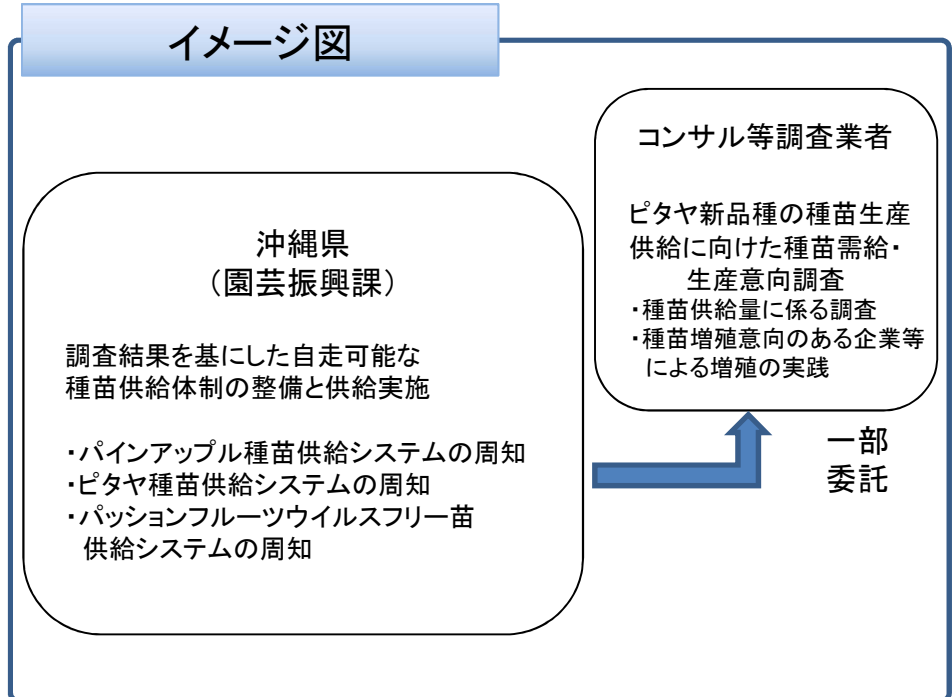 イメージ図
沖縄県
（園芸振興課）
調査結果を基にした自走可能な
種苗供給体制の整備と供給実施
・パインアップル種苗供給システムの周知
・ピタヤ種苗供給システムの周知
・パッションフルーツウイルスフリー苗
供給システムの周知
コンサル等調査業者
ピタヤ新品種の種苗生産
供給に向けた種苗需給・
生産意向調査
・種苗供給量に係る調査
・種苗増殖意向のある企業等
による増殖の実践
一部
委託